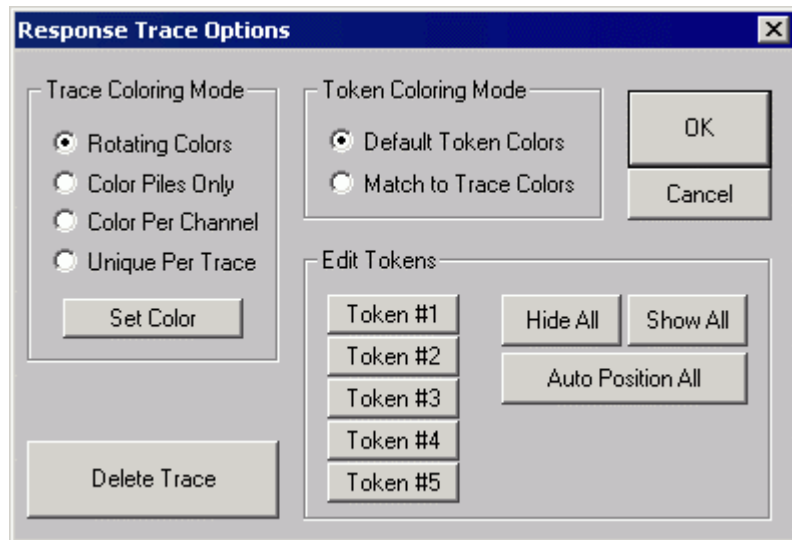 Response Trace Options
Trace Coloring Mode
Rotating Colors
Color Piles Only
Color Per Channel
Unique Per Trace
Set Color
Token Coloring Mode
Default Token Colors
Match to Trace Colors
OK
Cancel
Edit Tokens
Token #1
Token #2
Token #3
Token #4
Token #5
Hide All
Show All
Auto Position All
Delete Trace